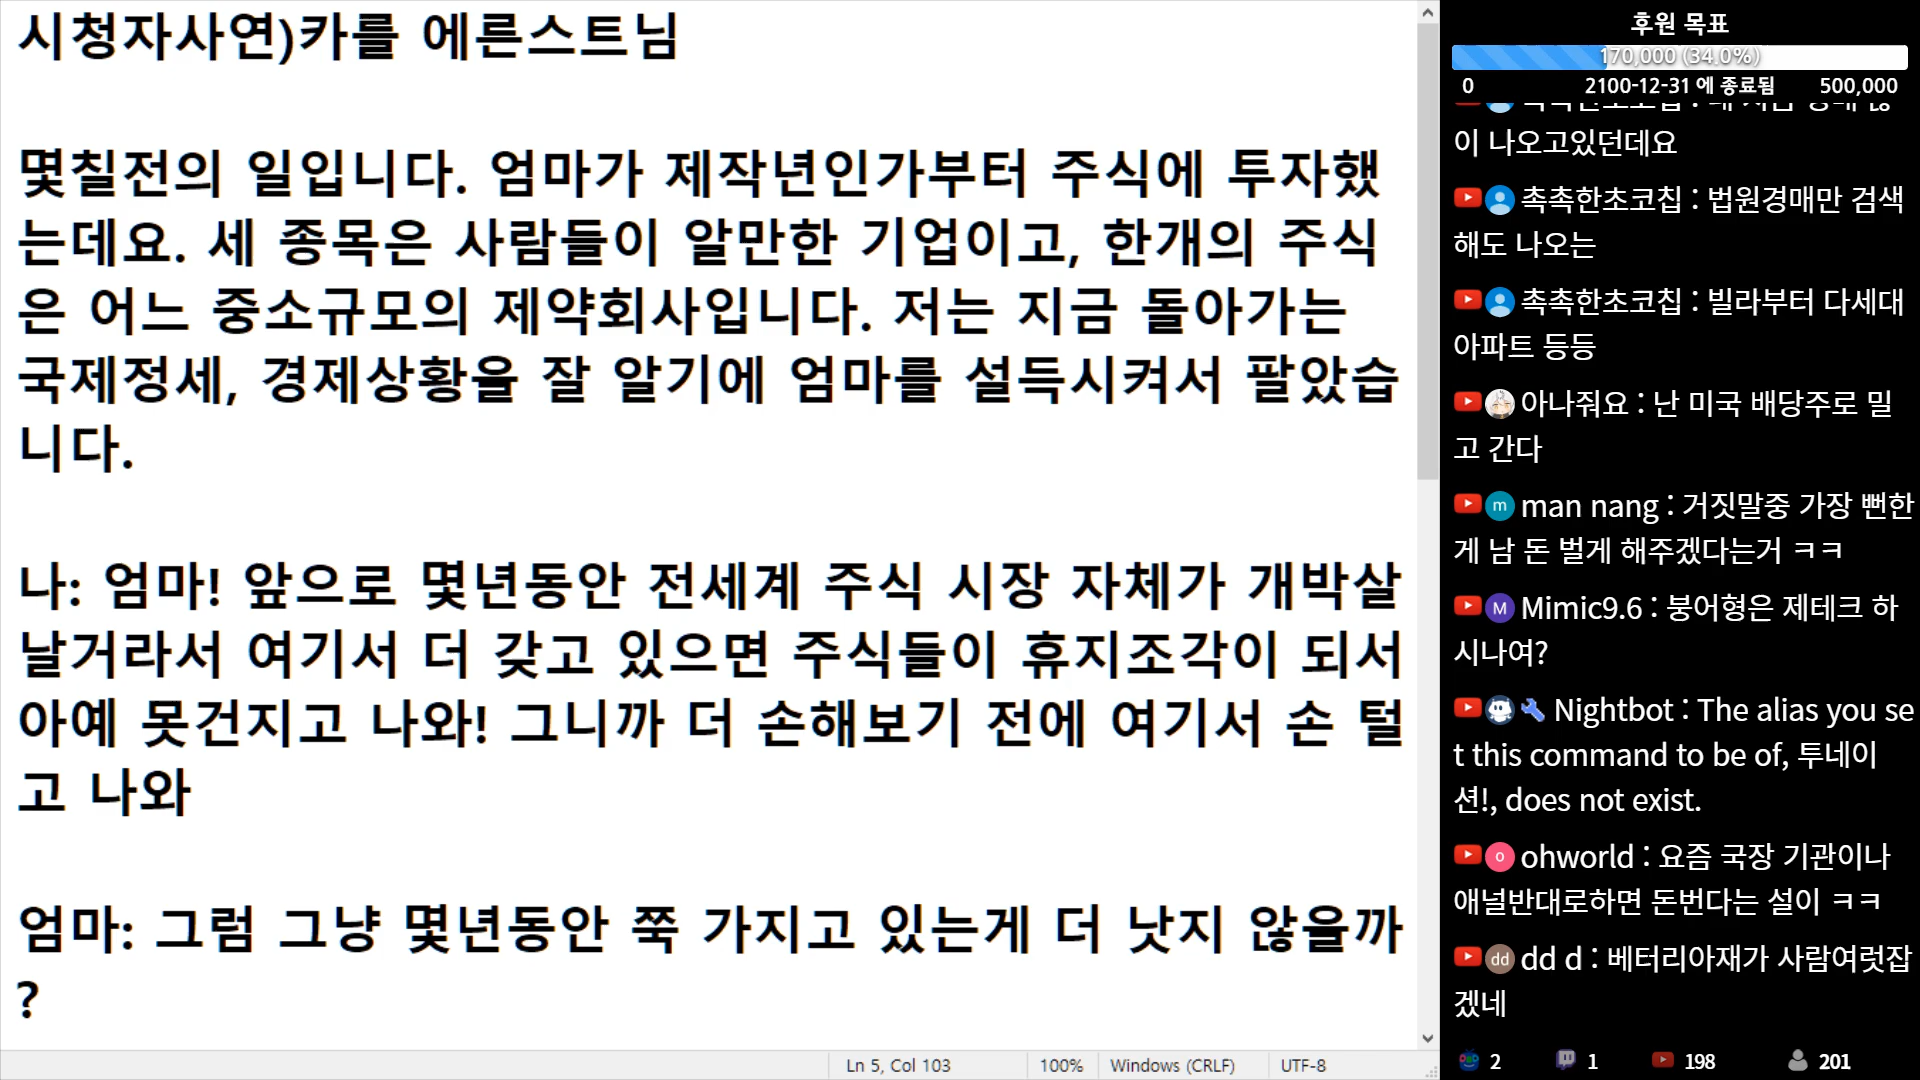 시청자사연)카를 에른스트님
몇칠전의 일입니다. 엄마가 제작년인가부터 주식에 투자했
는데요. 세 종목은 사람들이 알만한 기업이고, 한개의 주식
은 어느 중소규모의 제약회사입니다. 저는 지금 돌아가는
국제정세, 경제상황을 잘 알기에 엄마를 설득시켜서 팔았습
니다.
나: 엄마! 앞으로 몇년동안 전세계 주식 시장 자체가 개박살
날거라서 여기서 더 갖고 있으면 주식들이 휴지조각이 되서
아예 못건지고 나와! 그니까 더 손해보기 전에 여기서 손 털
고 나와
엄마: 그럼 그냥 몇년동안 쭉 가지고 있는게 더 낫지 않을까
?
Ln 5, Col 103
100%
Windows (CRLF)
UTF-8
후원 목표
170,000 (34.0%)
0 2100-12-31 에 종료됨 500,000
이 나오고있던데요
촉촉한초코칩 : 법원경매만 검색
해도 나오는
촉촉한초코칩 : 빌라부터 다세대
아파트 등등
아나줘요 : 난 미국 배당주로 밀
고 간다
m man nang : 거짓말중 가장 뻔한
게 남 돈 벌게 해주겠다는거 ㅋㅋ
M Mimic9.6 : 붕어형은 제테크 하
시나여?
Nightbot : The alias you se
t this command to be of, 투네이
션!, does not exist.
o ohworld : 요즘 국장 기관이나
애널반대로하면 돈번다는 설이 ㅋㅋ
dd dd d : 베터리아재가 사람여럿잡
겠네
2 1 198 201